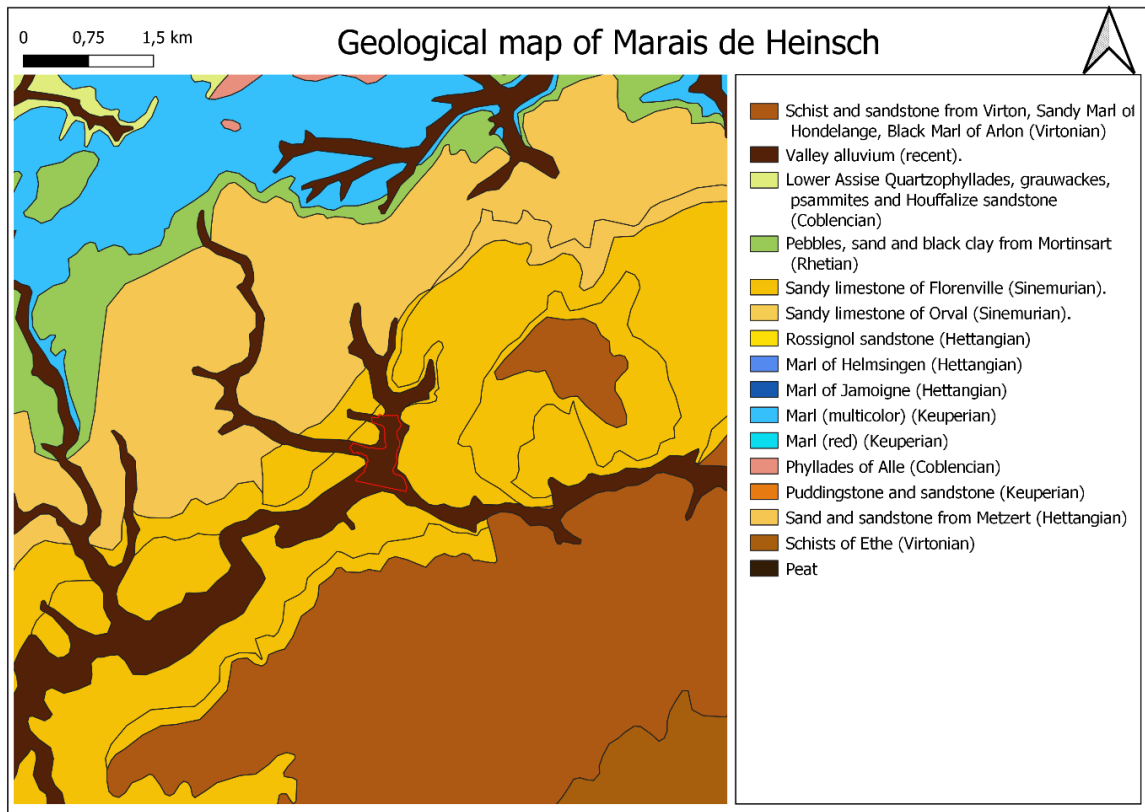 Geological map of Marais de Heinsch
0 0,75 1,5 km
Schist and sandstone from Virton, Sandy Marl of
Hondelange, Black Marl of Arlon (Virtonian)
Valley alluvium (recent).
Lower Assise Quartzophyllades, grauwackes,
psammites and Houffalize sandstone
(Coblencian)
Pebbles, sand and black clay from Mortinsart
(Rhetian)
Sandy limestone of Florenville (Sinemurian).
Sandy limestone of Orval (Sinemurian).
Rossignol sandstone (Hettangian)
Marl of Helmsingen (Hettangian)
Marl of Jamoigne (Hettangian)
Marl (multicolor) (Keuperian)
Marl (red) (Keuperian)
Phyllades of Alle (Coblencian)
Puddingstone and sandstone (Keuperian)
Sand and sandstone from Metzert (Hettangian)
Schists of Ethe (Virtonian)
Peat